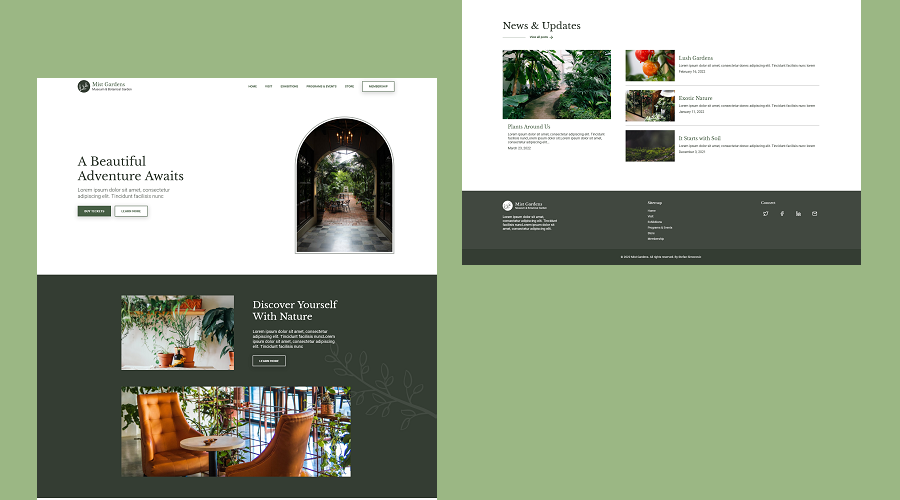 Mist Gardens
Museum & Botanical Garden
HOME
VISIT
EXHIBITIONS
PROGRAMS & EVENTS
STORE
MEMBERSHIP
A Beautiful
Adventure Awaits
Lorem ipsum dolor sit amet, consectetur
adipiscing elit. Tincidunt facilisis nunc
BUY TICKETS
LEARN MORE
Discover Yourself
With Nature
Lorem ipsum dolor sit amet, consectetur
adipiscing elit. Tincidunt facilisis nunc.Lorem
ipsum dolor sit amet, consectetur adipiscing
elit. Tincidunt facilisis nunc
LEARN MORE
News & Updates
View all posts
Plants Around Us
Lorem ipsum dolor sit amet, consectetur adipiscing elit. Tincidunt
facilisis nunc.Lorem ipsum dolor sit amet, consectetur
adipiscing elit.
March 23, 2022
Lush Gardens
Lorem ipsum dolor sit amet, consectetur dolorec adipiscing. Tincidunt facilisis nunc lorem
February 16, 2022
Exotic Nature
Lorem ipsum dolor sit amet, consectetur dolorec adipiscing. Tincidunt facilisis nunc lorem
January 11, 2022
It Starts with Soil
Lorem ipsum dolor sit amet, consectetur adipiscing. Tincidunt facilisis nunc lorem
December 3, 2021
Mist Gardens
Museum & Botanical Garden
Lorem ipsum dolor sit amet, consectetur
adipiscing elit. Tincidunt facilisis
nunc.Lorem ipsum dolor sit amet,
consectetur adipiscing elit.
Sitemap
Home
Visit
Exhibitions
Programs & Events
Store
Membership
Connect
© 2022 Mist Gardens. All rights reserved. By